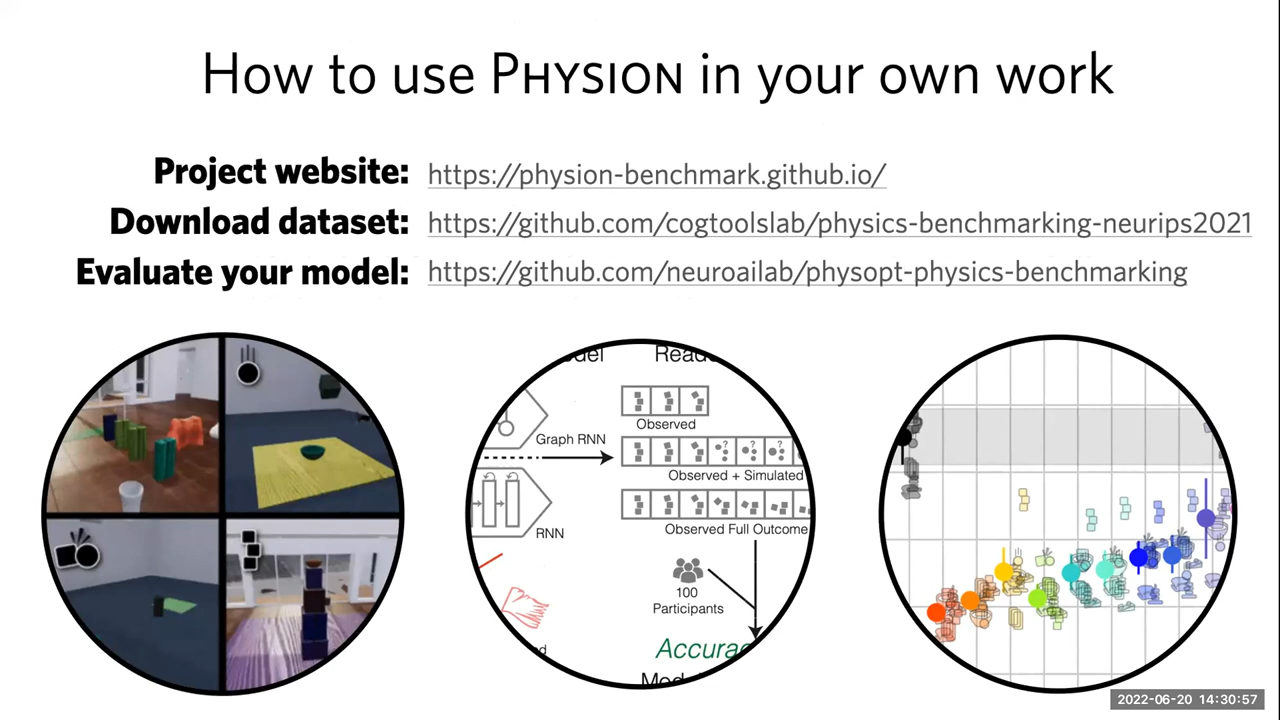 How to use PHYSION in your own work
Project website: https://physion-benchmark.github.io/
Download dataset: https://github.com/cogtoolslab/physics-benchmarking-neurips2021
Evaluate your model: https://github.com/neuroailab/physopt-physics-benchmarking
Observed
Graph RNN
Observed + Simulated
RNN
Observed Full Outcome
100
Participants
2022-06-20 14:30:57